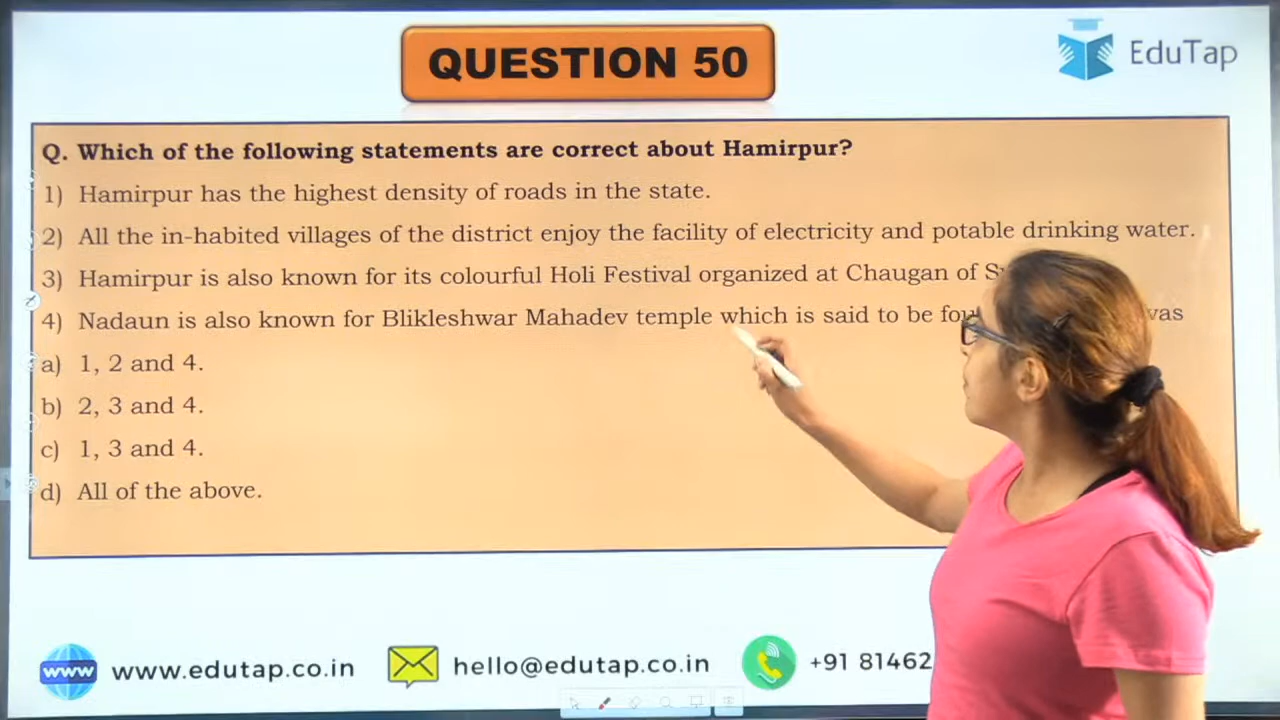 QUESTION 50
EduTap
Q. Which of the following statements are correct about Hamirpur?
1) Hamirpur has the highest density of roads in the state.
2) All the in-habited villages of the district enjoy the facility of electricity and potable drinking water.
3) Hamirpur is also known for its colourful Holi Festival organized at Chaugan of
4) Nadaun is also known for Blikleshwar Mahadev temple which is said to be
a) 1, 2 and 4.
b) 2, 3 and 4.
c) 1, 3 and 4.
d) All of the above.
www www.edutap.co.in hello@edutap.co.in +91 81462